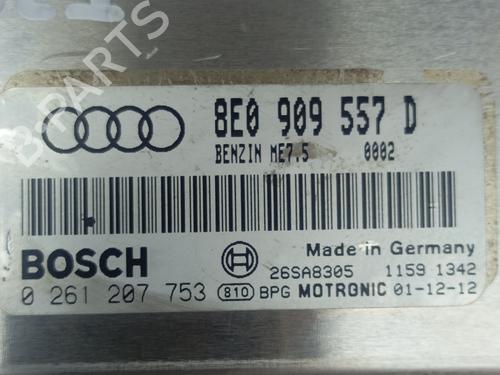 8E0 909 557 D
BENZIN ME7.5 0002
BOSCH
Made in Germany
26SA8305 1159 1342
0 261 207 753 810 BPG MOTRONIC 01-12-12
B-PARTS